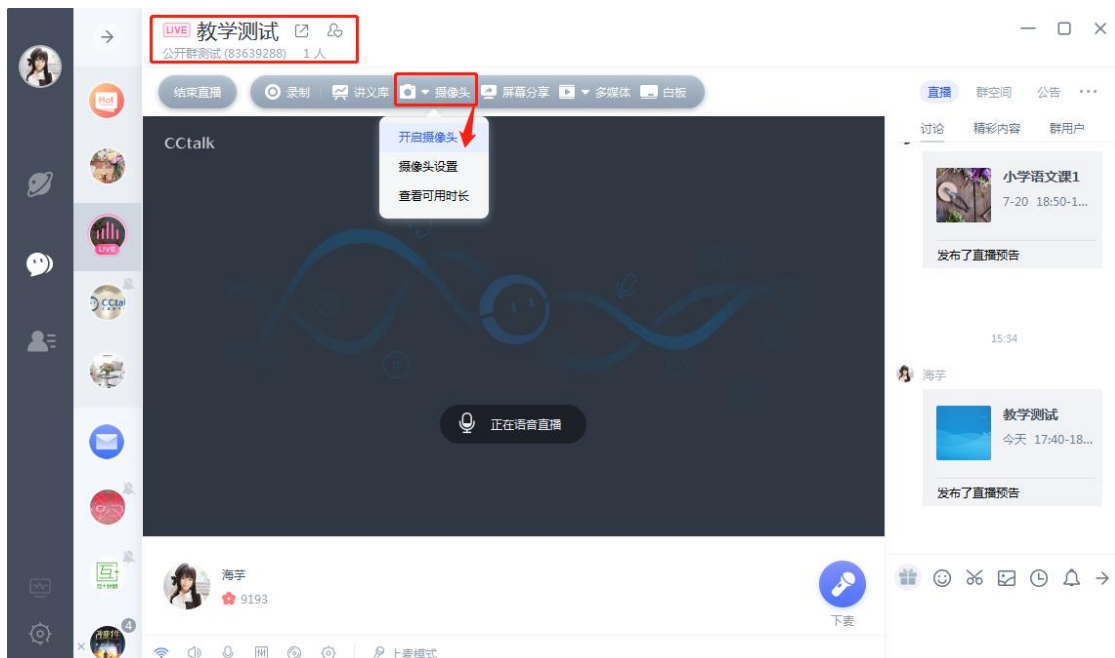 LIVE 教学测试
公开群测试 (83639288) 1 人
Hot
LIVE
CCtal
互+
4
结束直播 录制 讲义库 摄像头 屏幕分享 多媒体 白板
开启摄像头
摄像头设置
查看可用时长
CCtalk
正在语音直播
海芋
9193
下麦
上麦模式
直播 群空间 公告 ···
讨论 精彩内容 群用户
小学语文课1
7-20 18:50-1...
发布了直播预告
15:34
海芋
教学测试
今天 17:40-18...
发布了直播预告